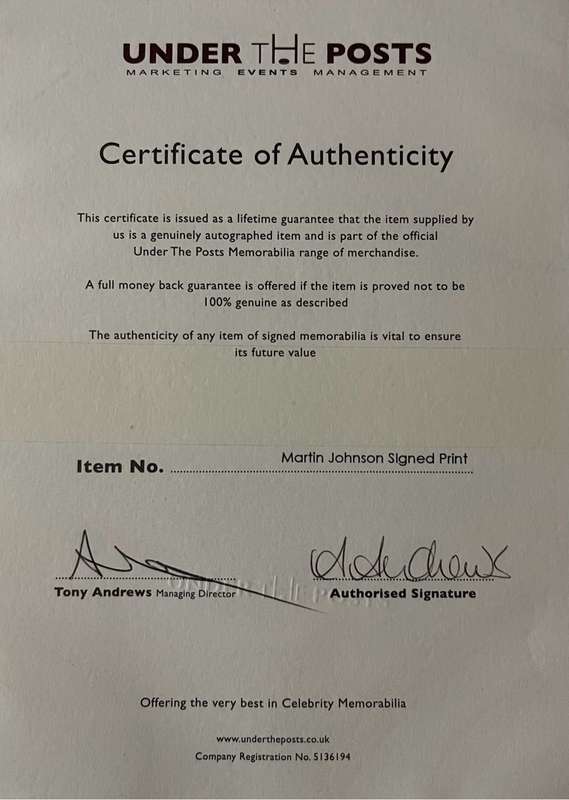 UNDER THE POSTS
MARKETING EVENTS MANAGEMENT
Certificate of Authenticity
This certificate is issued as a lifetime guarantee that the item supplied by
us is a genuinely autographed item and is part of the official
Under The Posts Memorabilia range of merchandise.
A full money back guarantee is offered if the item is proved not to be
100% genuine as described
The authenticity of any item of signed memorabilia is vital to ensure
its future value
Item No. Martin Johnson Signed Print
Tony Andrews Managing Director
Authorised Signature
UNDER THE POSTS
Offering the very best in Celebrity Memorabilia
www.undertheposts.co.uk
Company Registration No. 5136194